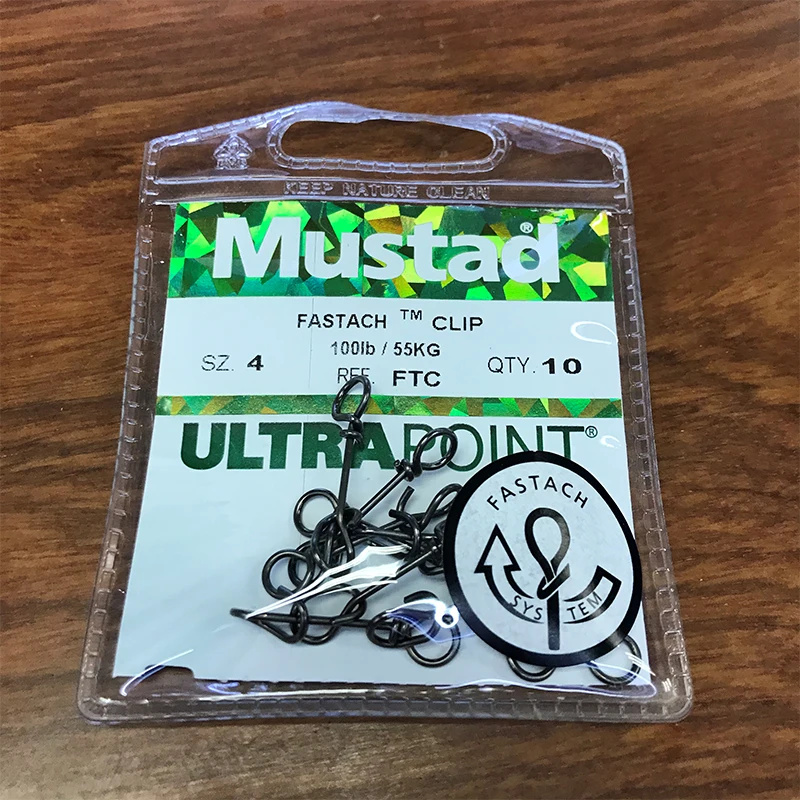 KEEP NATURE CLEAN
Mustad®
FASTACH ™ CLIP
100lb / 55KG
SZ. 4
QTY. 10
REF. FTC
ULTRAPOINT®
FASTACH
SYSTEM